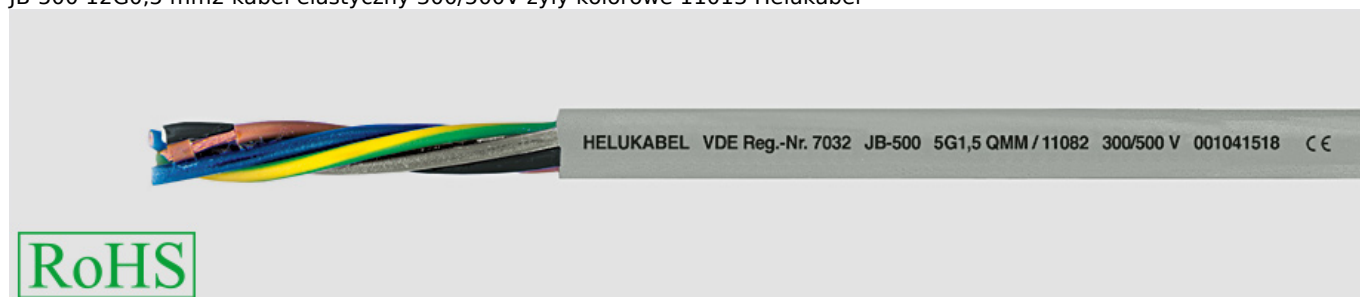 JB-500 12G0,5 mm2 kabel elastyczny 300/500V żyły kolorowe 11013 Helukabel
HELUKABEL VDE Reg.-Nr. 7032 JB-500 5G1,5 QMM / 11082 300/500 V 001041518 CE
RoHS